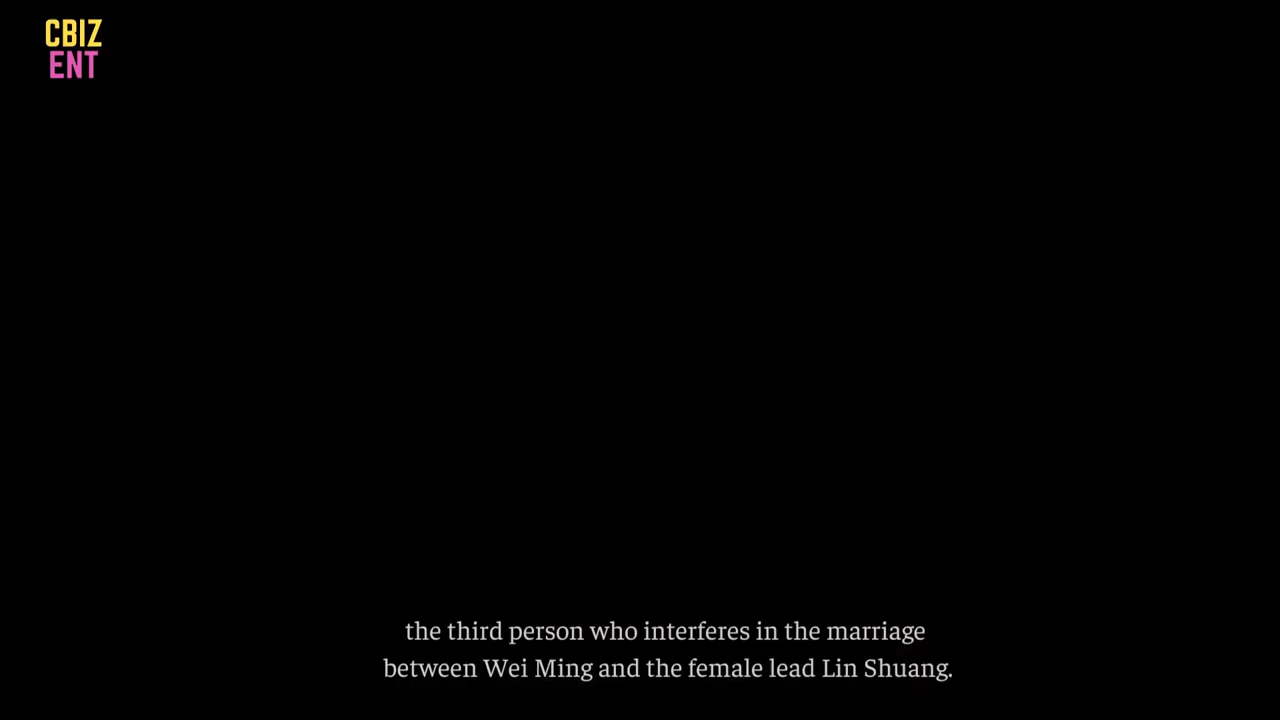 CBIZ
ENT
the third person who interferes in the marriage
between Wei Ming and the female lead Lin Shuang.